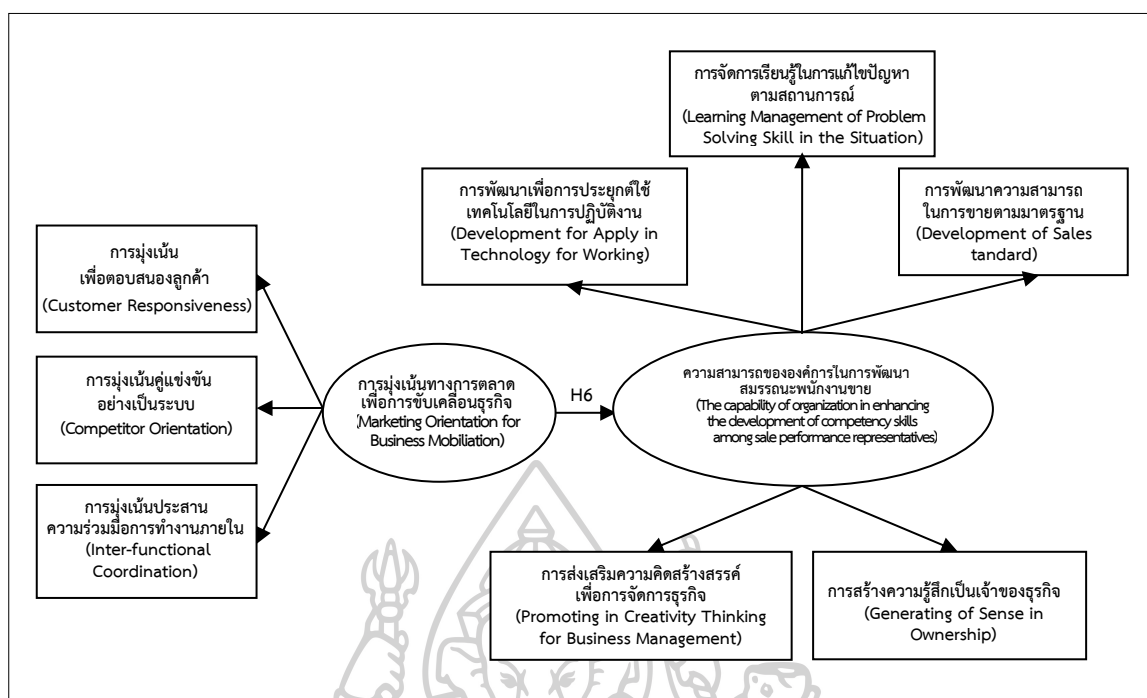 การจัดการเรียนรู้ในการแก้ไขปัญหา
ตามสถานการณ์
(Learning Management of Problem
Solving Skill in the Situation)
การพัฒนาเพื่อการประยุกต์ใช้
เทคโนโลยีในการปฏิบัติงาน
(Development for Apply in
Technology for Working)
การพัฒนาความสามารถ
ในการขายตามมาตรฐาน
(Development of Sales
tandard)
การมุ่งเน้น
เพื่อตอบสนองลูกค้า
(Customer Responsiveness)
การมุ่งเน้นคู่แข่งขัน
อย่างเป็นระบบ
(Competitor Orientation)
การมุ่งเน้นประสาน
ความร่วมมือการทำงานภายใน
(Inter-functional
Coordination)
การมุ่งเน้นทางการตลาด
เพื่อการขับเคลื่อนธุรกิจ
(Marketing Orientation for
Business Mobiliation)
H6
ความสามารถขององค์การในการพัฒนา
สมรรถนะพนักงานขาย
(The capability of organization in enhancing
the development of competency skills
among sale performance representatives)
การส่งเสริมความคิดสร้างสรรค์
เพื่อการจัดการธุรกิจ
(Promoting in Creativity Thinking
for Business Management)
การสร้างความรู้สึกเป็นเจ้าของธุรกิจ
(Generating of Sense in
Ownership)